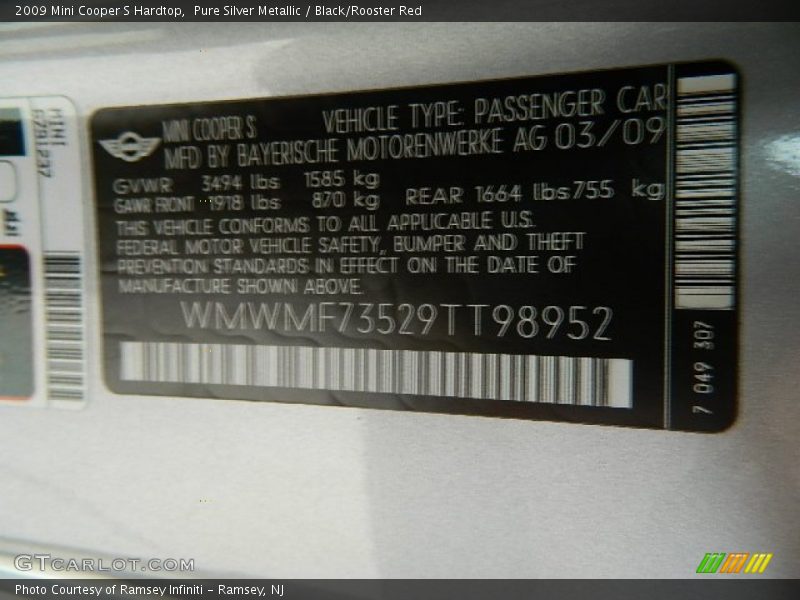 2009 Mini Cooper S Hardtop,  Pure Silver Metallic / Black/Rooster Red
MINI
MINI COOPER S VEHICLE TYPE: PASSENGER CAR
MFD BY BAYERISCHE MOTORENWERKE AG 03/09
GVWR 3494 lbs 1585 kg
GAWR FRONT 1918 lbs 870 kg REAR 1664 lbs 755 kg
THIS VEHICLE CONFORMS TO ALL APPLICABLE U.S.
FEDERAL MOTOR VEHICLE SAFETY, BUMPER AND THEFT
PREVENTION STANDARDS IN EFFECT ON THE DATE OF
MANUFACTURE SHOWN ABOVE.
WMWMF73529TT98952
7 049 307
GTCARLOT.COM
Photo Courtesy of Ramsey Infiniti – Ramsey, NJ